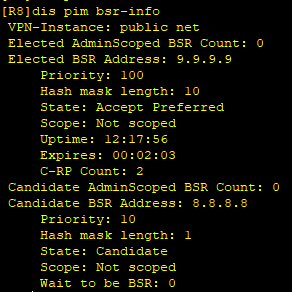 [R8]dis pim bsr-info
VPN-Instance: public net
Elected AdminScoped BSR Count: 0
Elected BSR Address: 9.9.9.9
Priority: 100
Hash mask length: 10
State: Accept Preferred
Scope: Not scoped
Uptime: 12:17:56
Expires: 00:02:03
C-RP Count: 2
Candidate AdminScoped BSR Count: 0
Candidate BSR Address: 8.8.8.8
Priority: 10
Hash mask length: 1
State: Candidate
Scope: Not scoped
Wait to be BSR: 0